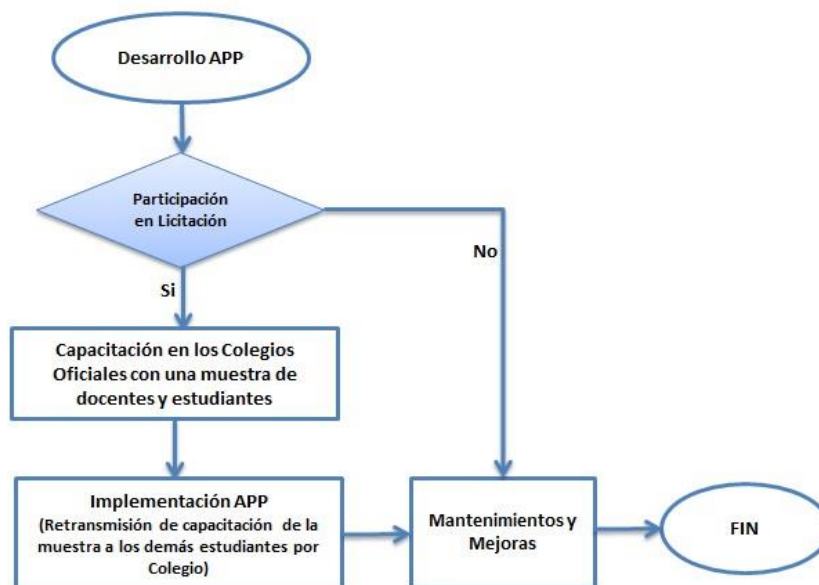 Desarrollo APP
Participación
en Licitación
Si
No
Capacitación en los Colegios
Oficiales con una muestra de
docentes y estudiantes
Implementación APP
(Retransmisión de capacitación de la
muestra a los demás estudiantes por
Colegio)
Mantenimientos y
Mejoras
FIN